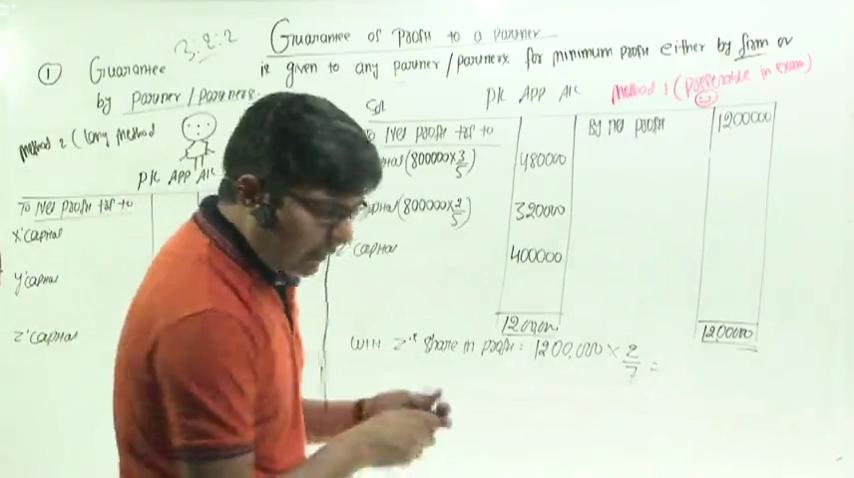 3:2:2
Guarantee of Profit to a Partner
① Guarantee is given to any partner/partners for minimum profit either by firm or
by Partner/Partners.
Method 1 (Preferable in exam)
Sol
P/L APP A/C
To Net Profit tsf to
(800000×3/5) 480000
(800000×2/5) 320000
Capital 400000
1200000
By Net Profit 1200000
1200000
WN Z's Share in Profit: 1200,000 × 2/7 =
Method 2 (Long Method
P/L APP A/C
To Net Profit tsf to
X'Capital
Y'Capital
Z'Capital